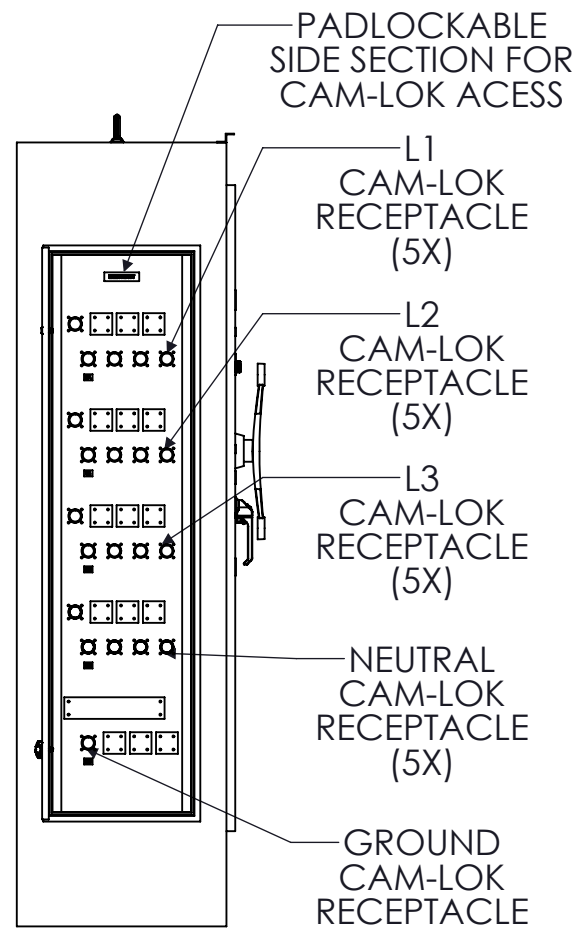 PADLOCKABLE
SIDE SECTION FOR
CAM-LOK ACESS
L1
CAM-LOK
RECEPTACLE
(5X)
L2
CAM-LOK
RECEPTACLE
(5X)
L3
CAM-LOK
RECEPTACLE
(5X)
NEUTRAL
CAM-LOK
RECEPTACLE
(5X)
GROUND
CAM-LOK
RECEPTACLE